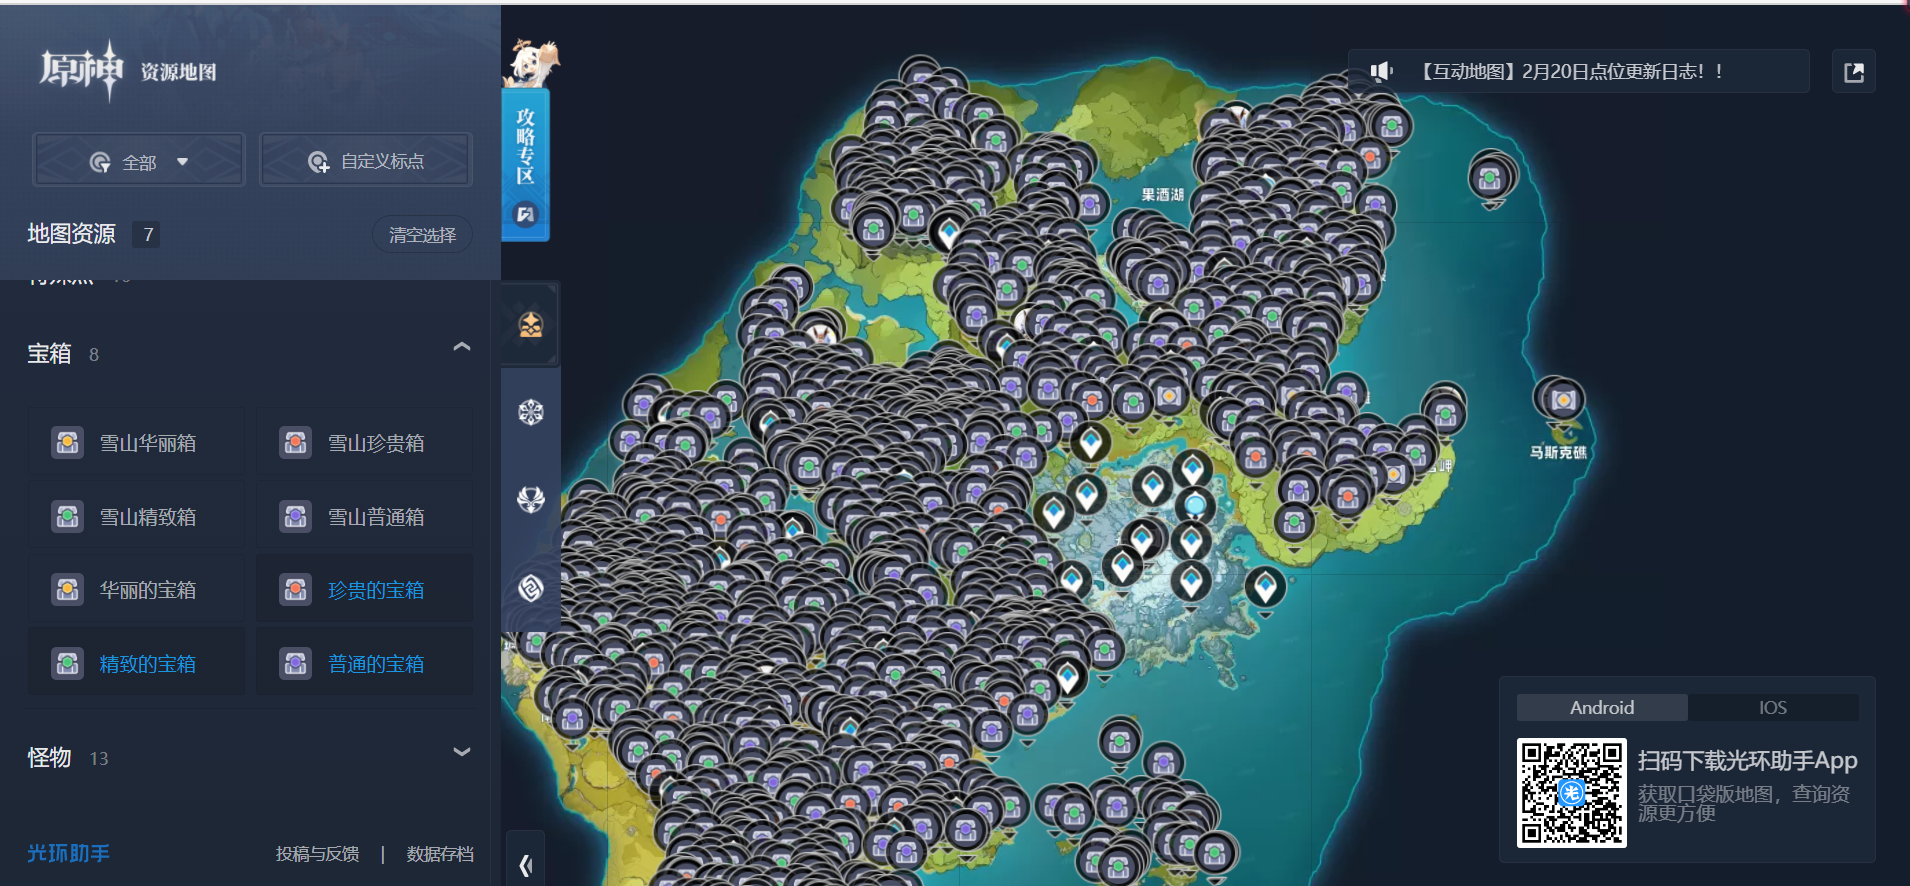 原神 资源地图
全部
自定义标点
地图资源 7
清空选择
宝箱 8
雪山华丽箱
雪山珍贵箱
雪山精致箱
雪山普通箱
华丽的宝箱
珍贵的宝箱
精致的宝箱
普通的宝箱
怪物 13
光环助手
投稿与反馈 | 数据存档
攻略专区
【互动地图】2月20日点位更新日志！！
果酒湖
马斯克礁
Android
IOS
光
扫码下载光环助手App
获取口袋版地图，查询资
源更方便